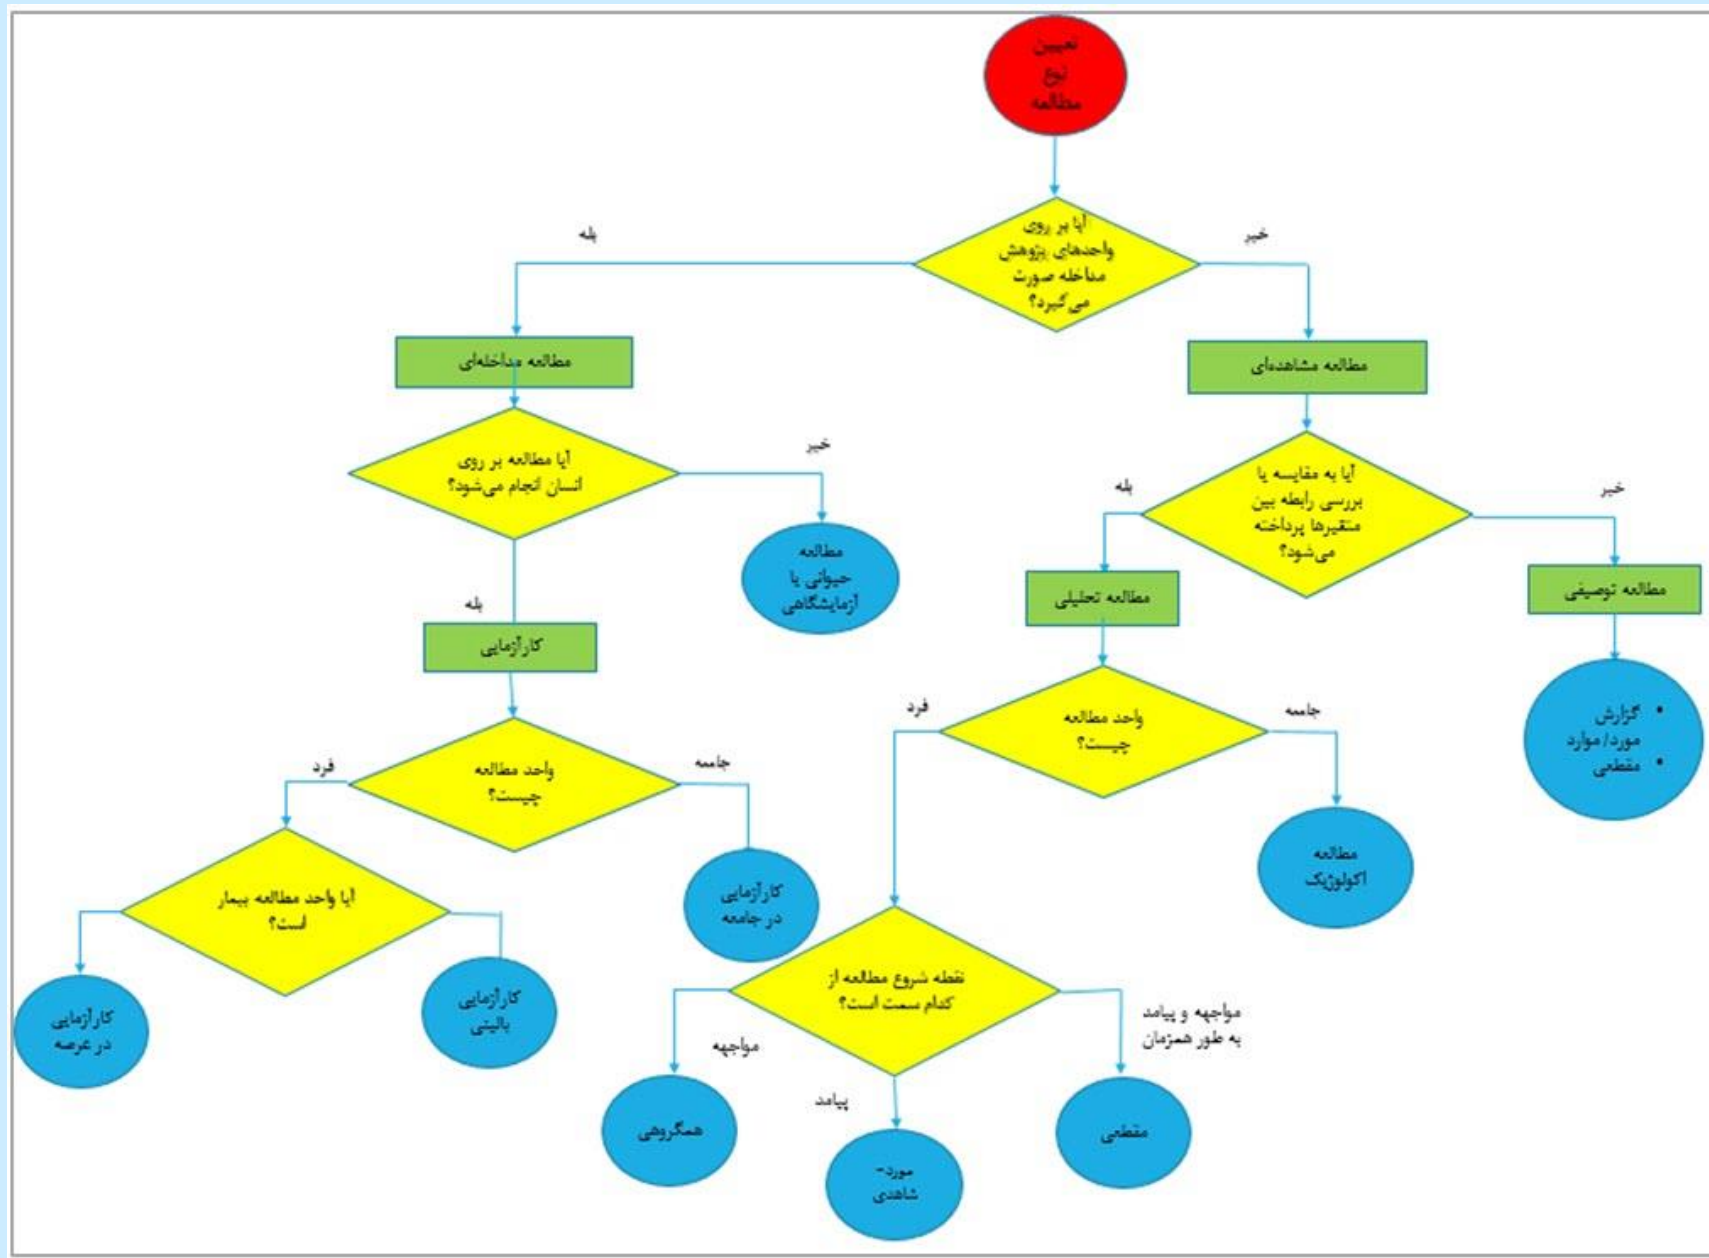 تعیین
نوع
مطالعه
آیا بر روی
واحدهای پژوهش
مداخله صورت
می‌گیرد؟
خیر
بله
مطالعه مشاهده‌ای
مطالعه مداخله‌ای
آیا به مقایسه یا
بررسی رابطه بین
متغیرها پرداخته
می‌شود؟
خیر
بله
آیا مطالعه بر روی
انسان انجام می‌شود؟
خیر
بله
مطالعه توصیفی
مطالعه تحلیلی
مطالعه
حیوانی یا
آزمایشگاهی
کارآزمایی
• گزارش
مورد/ موارد
• مقطعی
واحد مطالعه
چیست؟
جامعه
فرد
مطالعه
اکولوژیک
واحد مطالعه
چیست؟
جامعه
فرد
کارآزمایی
در جامعه
آیا واحد مطالعه بیمار
است؟
کارآزمایی
بالینی
کارآزمایی
در عرصه
نقطه شروع مطالعه از
کدام سمت است؟
مواجهه و پیامد
به طور همزمان
پیامد
مواجهه
مقطعی
مورد-
شاهدی
همگروهی